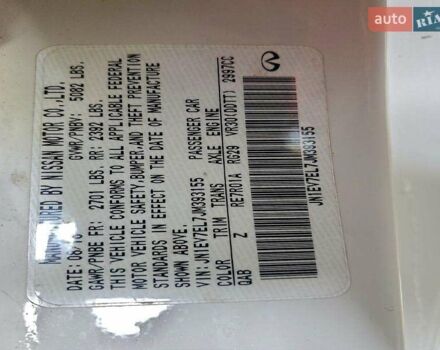 auto RIA
MANUFACTURED BY NISSAN MOTOR CO.,LTD.
DATE: 06/18 GVWR/PNBV: 5082 LBS.
GAWR/PNBE FR: 2701 LBS. RR: 2392 LBS.
THIS VEHICLE CONFORMS TO ALL APPLICABLE FEDERAL
MOTOR VEHICLE SAFETY,BUMPER,AND THEFT PREVENTION
STANDARDS IN EFFECT ON THE DATE OF MANUFACTURE
SHOWN ABOVE.
VIN: JN1EV7EL7JM393155 PASSENGER CAR
COLOR TRIM TRANS AXLE ENGINE
QAB Z RE7R01A RG29 VR30(DDTT) 2997CC
JN1EV7EL7JM393155